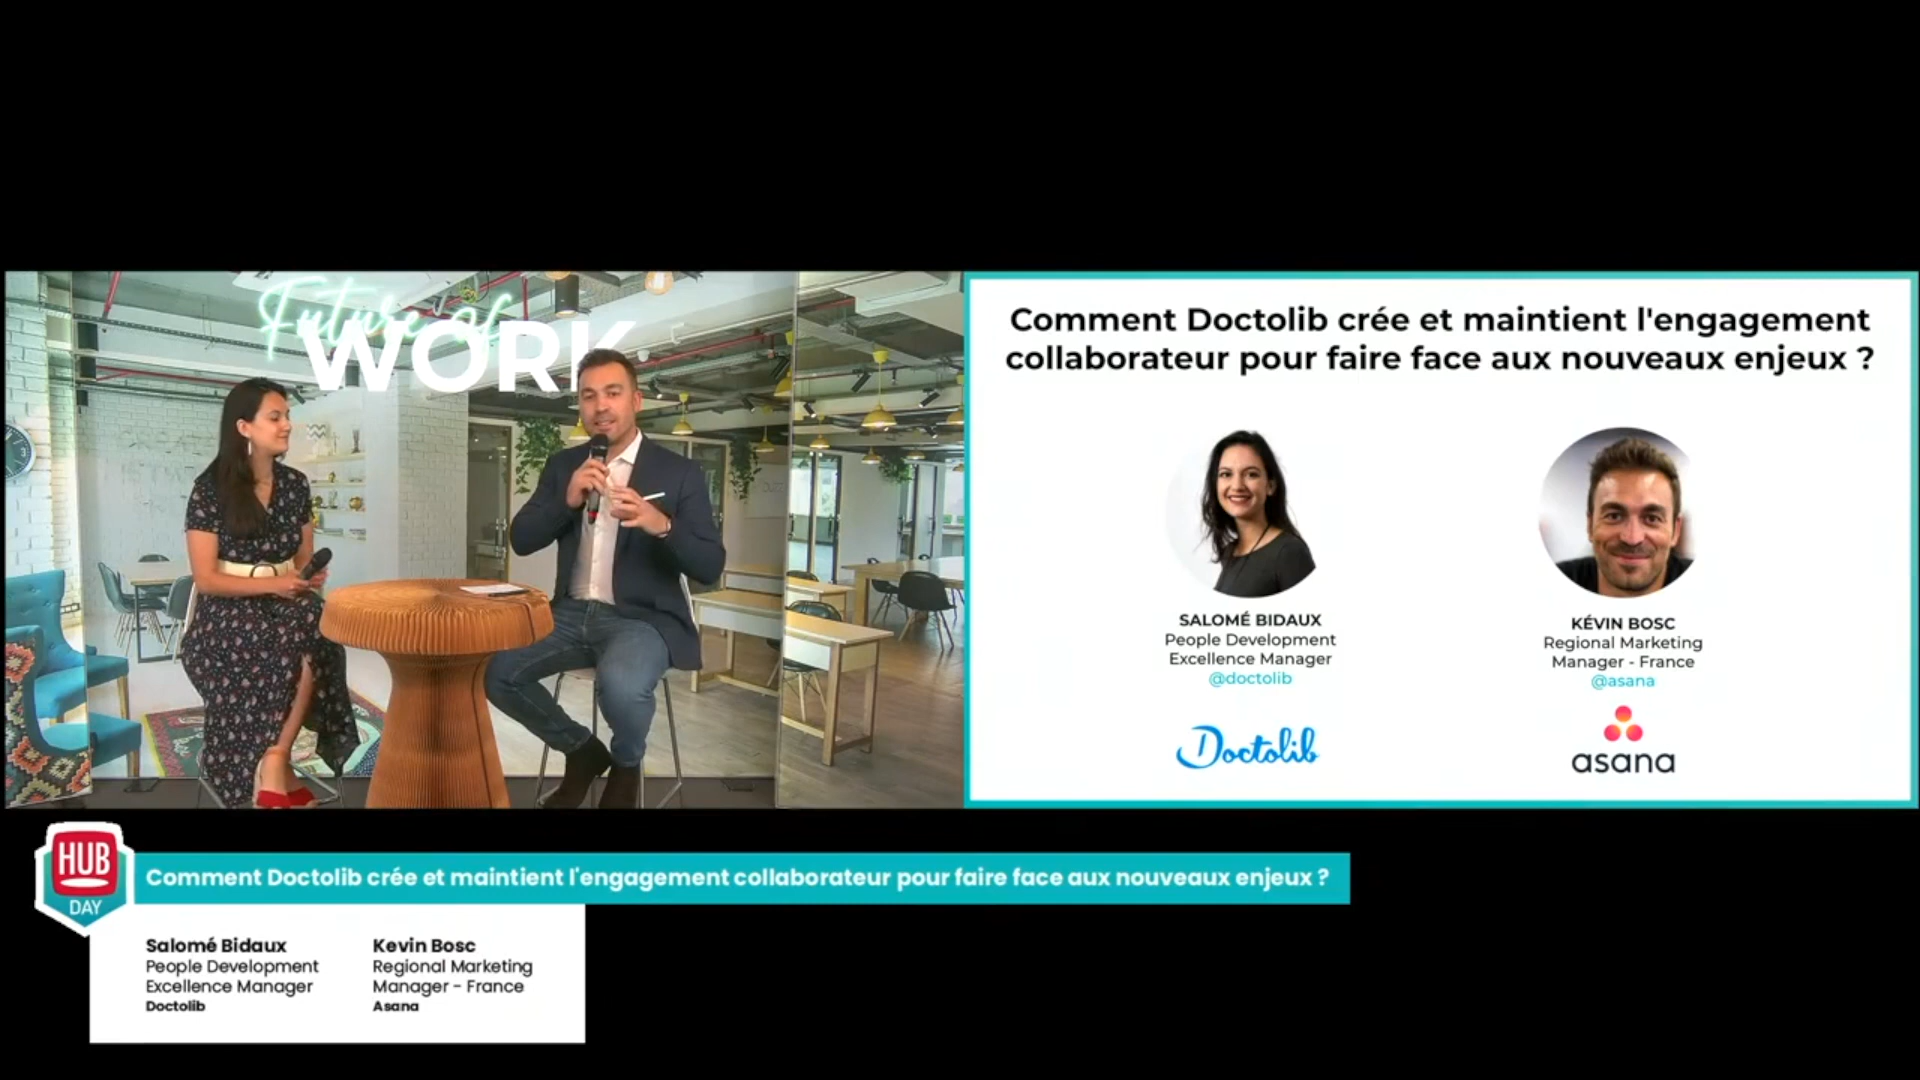 Future of
WORK
Comment Doctolib crée et maintient l'engagement
collaborateur pour faire face aux nouveaux enjeux ?
SALOMÉ BIDAUX
People Development
Excellence Manager
@doctolib
Doctolib
KÉVIN BOSC
Regional Marketing
Manager - France
@asana
asana
HUB
DAY
Comment Doctolib crée et maintient l'engagement collaborateur pour faire face aux nouveaux enjeux ?
Salomé Bidaux
People Development
Excellence Manager
Doctolib
Kevin Bosc
Regional Marketing
Manager - France
Asana